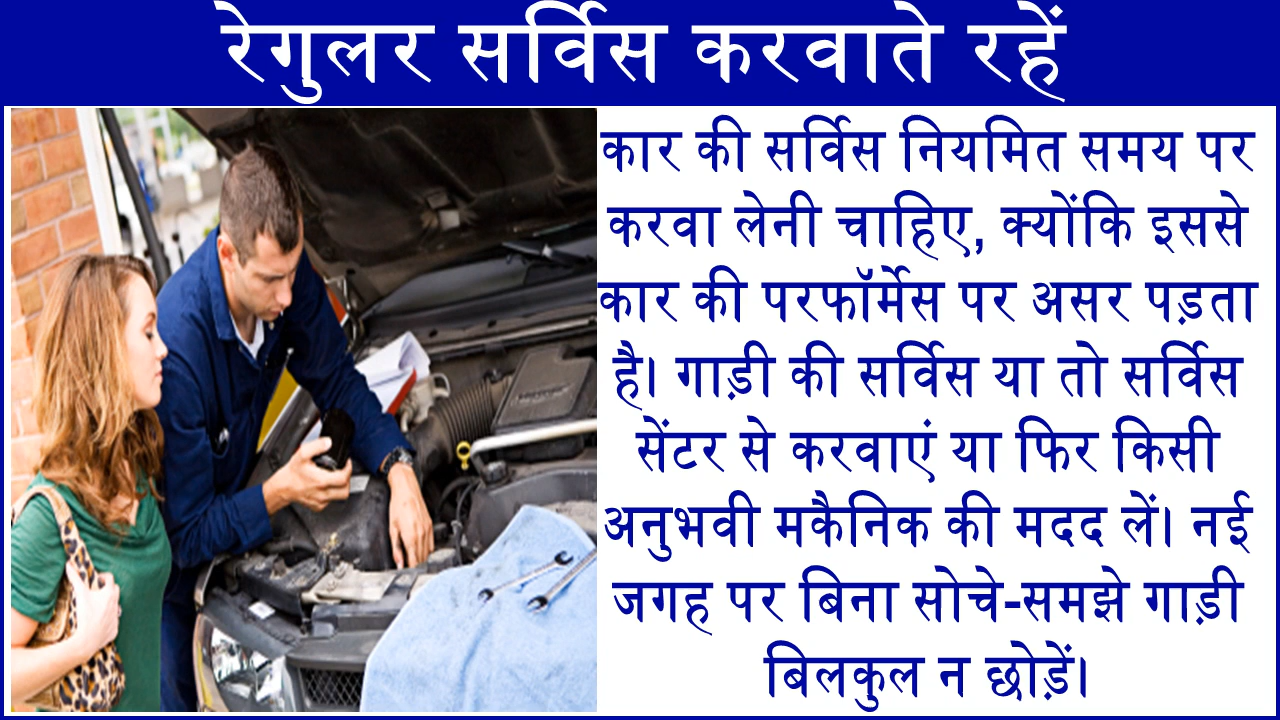 रेगुलर सर्विस करवाते रहें
कार की सर्विस नियमित समय पर
करवा लेनी चाहिए, क्योंकि इससे
कार की परफॉर्मेस पर असर पड़ता
है। गाड़ी की सर्विस या तो सर्विस
सेंटर से करवाएं या फिर किसी
अनुभवी मकैनिक की मदद लें। नई
जगह पर बिना सोचे-समझे गाड़ी
बिलकुल न छोड़ें।